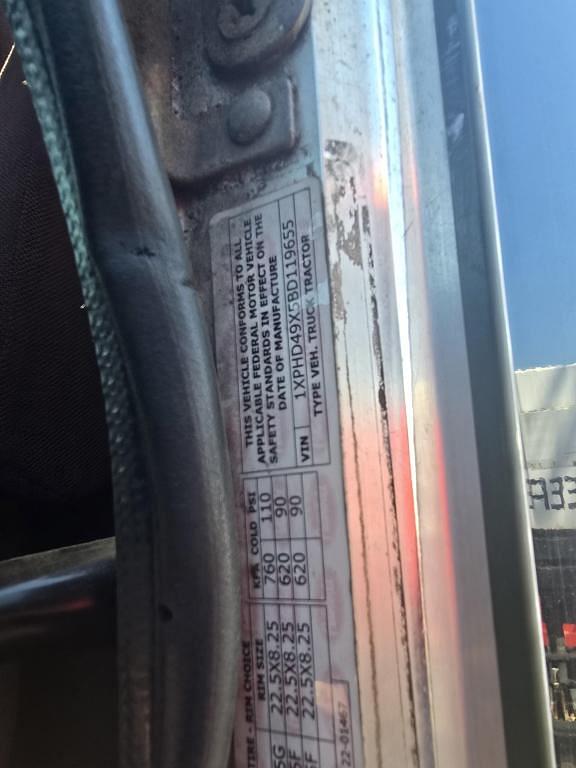 THIS VEHICLE CONFORMS TO ALL
APPLICABLE FEDERAL MOTOR VEHICLE
SAFETY STANDARDS IN EFFECT ON THE
DATE OF MANUFACTURE
VIN 1XPHD49X5BD119655
TYPE VEH. TRUCK TRACTOR
TIRE - RIM CHOICE
RIM SIZE KPA COLD PSI
22.5X8.25 760 110
22.5X8.25 620 90
22.5X8.25 620 90
22-01467